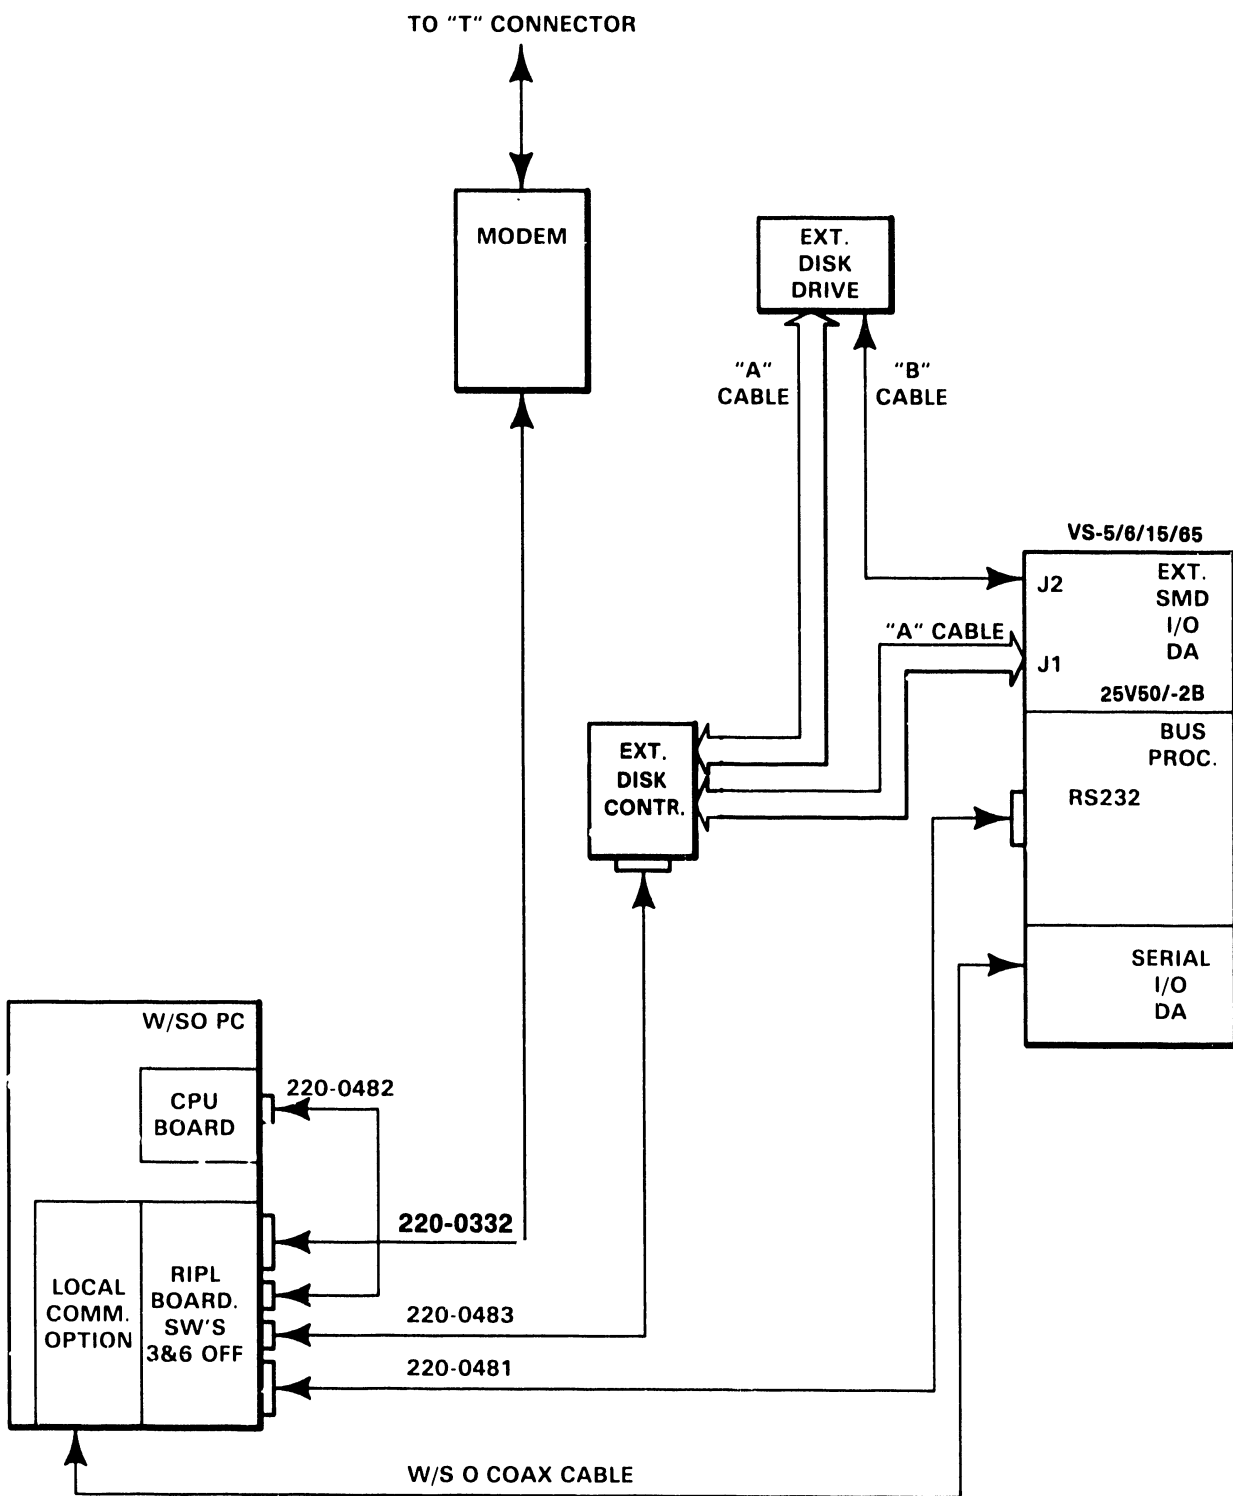 TO "T" CONNECTOR
MODEM
EXT.
DISK
DRIVE
"A"
CABLE
"B"
CABLE
VS-5/6/15/65
J2
EXT.
SMD
I/O
DA
"A" CABLE
J1
25V50/-2B
BUS
PROC.
RS232
EXT.
DISK
CONTR.
SERIAL
I/O
DA
W/SO PC
CPU
BOARD
220-0482
220-0332
LOCAL
COMM.
OPTION
RIPL
BOARD.
SW'S
3&6 OFF
220-0483
220-0481
W/S O COAX CABLE